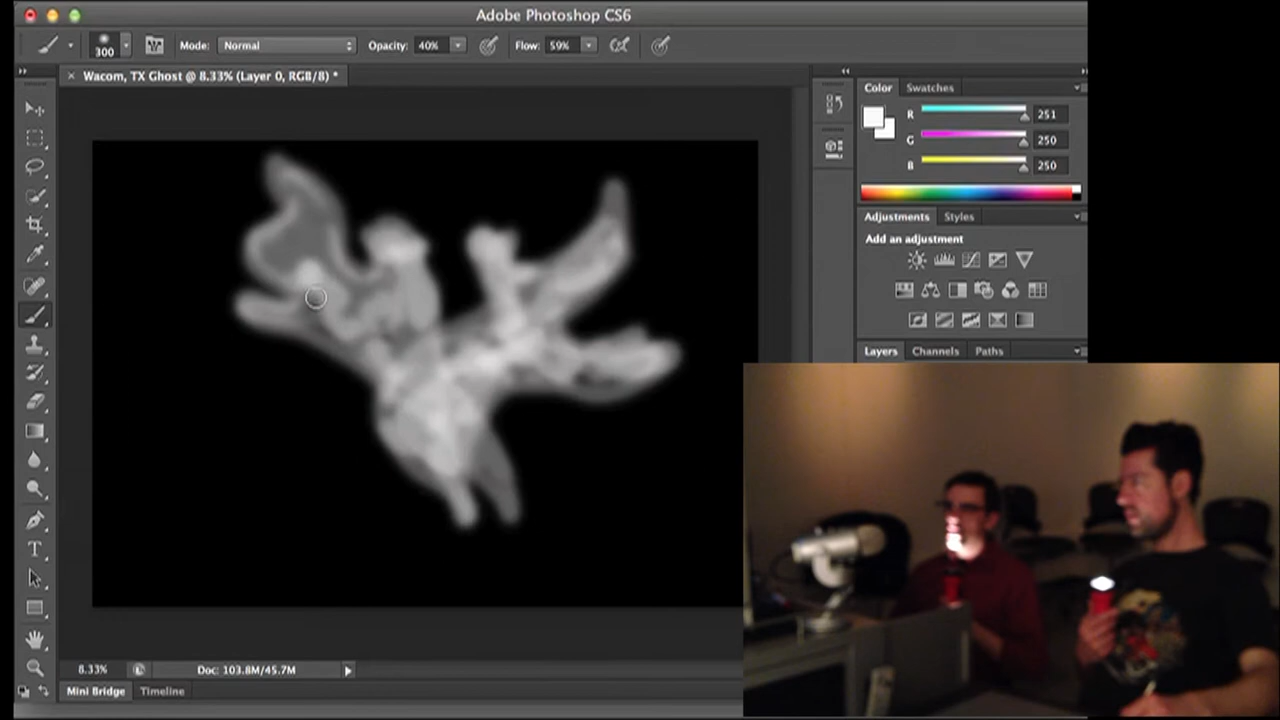 Adobe Photoshop CS6
300 Mode: Normal Opacity: 40% Flow: 59%
× Wacom, TX Ghost @ 8.33% (Layer 0, RGB/8) *
Color Swatches
R 251
G 250
B 250
Adjustments Styles
Add an adjustment
Layers Channels Paths
8.33% Doc: 103.8M/45.7M
Mini Bridge Timeline